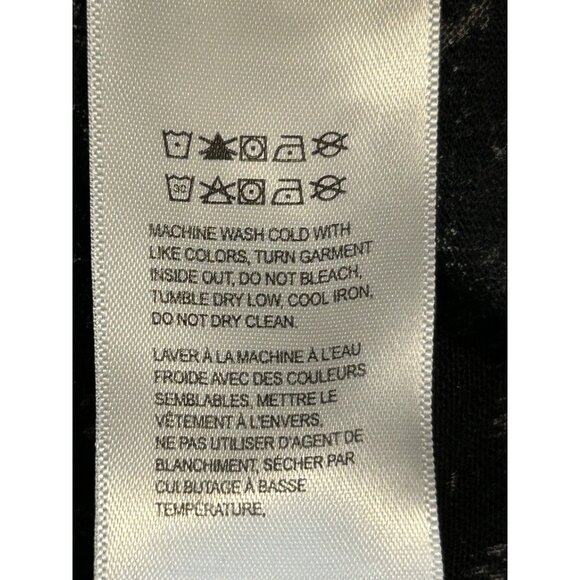 30
MACHINE WASH COLD WITH
LIKE COLORS, TURN GARMENT
INSIDE OUT, DO NOT BLEACH,
TUMBLE DRY LOW, COOL IRON,
DO NOT DRY CLEAN.
LAVER À LA MACHINE À L'EAU
FROIDE AVEC DES COULEURS
SEMBLABLES, METTRE LE
VÊTEMENT À L'ENVERS,
NE PAS UTILISER D'AGENT DE
BLANCHIMENT, SÉCHER PAR
CULBUTAGE À BASSE
TEMPÉRATURE,